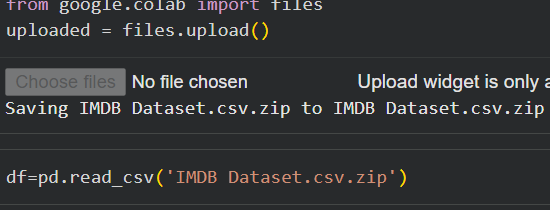 from google.colab import files
uploaded = files.upload()
Choose files No file chosen Upload widget is only a
Saving IMDB Dataset.csv.zip to IMDB Dataset.csv.zip
df=pd.read_csv('IMDB Dataset.csv.zip')